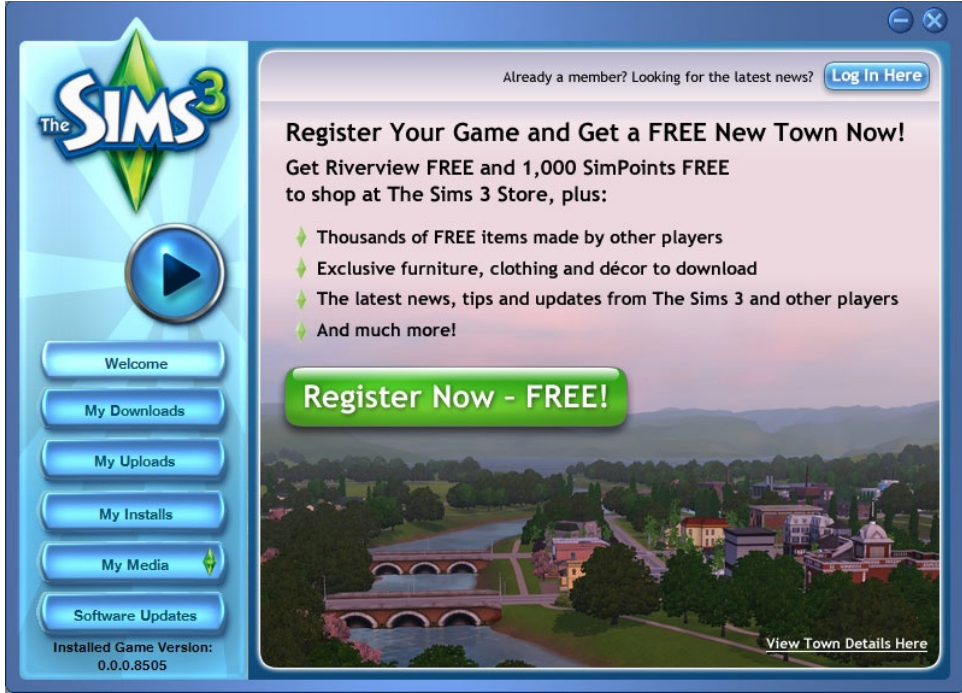 The SIMS 3
Already a member? Looking for the latest news? Log In Here
Register Your Game and Get a FREE New Town Now!
Get Riverview FREE and 1,000 SimPoints FREE
to shop at The Sims 3 Store, plus:
Thousands of FREE items made by other players
Exclusive furniture, clothing and décor to download
The latest news, tips and updates from The Sims 3 and other players
And much more!
Register Now - FREE!
Welcome
My Downloads
My Uploads
My Installs
My Media
Software Updates
Installed Game Version:
0.0.0.8505
View Town Details Here